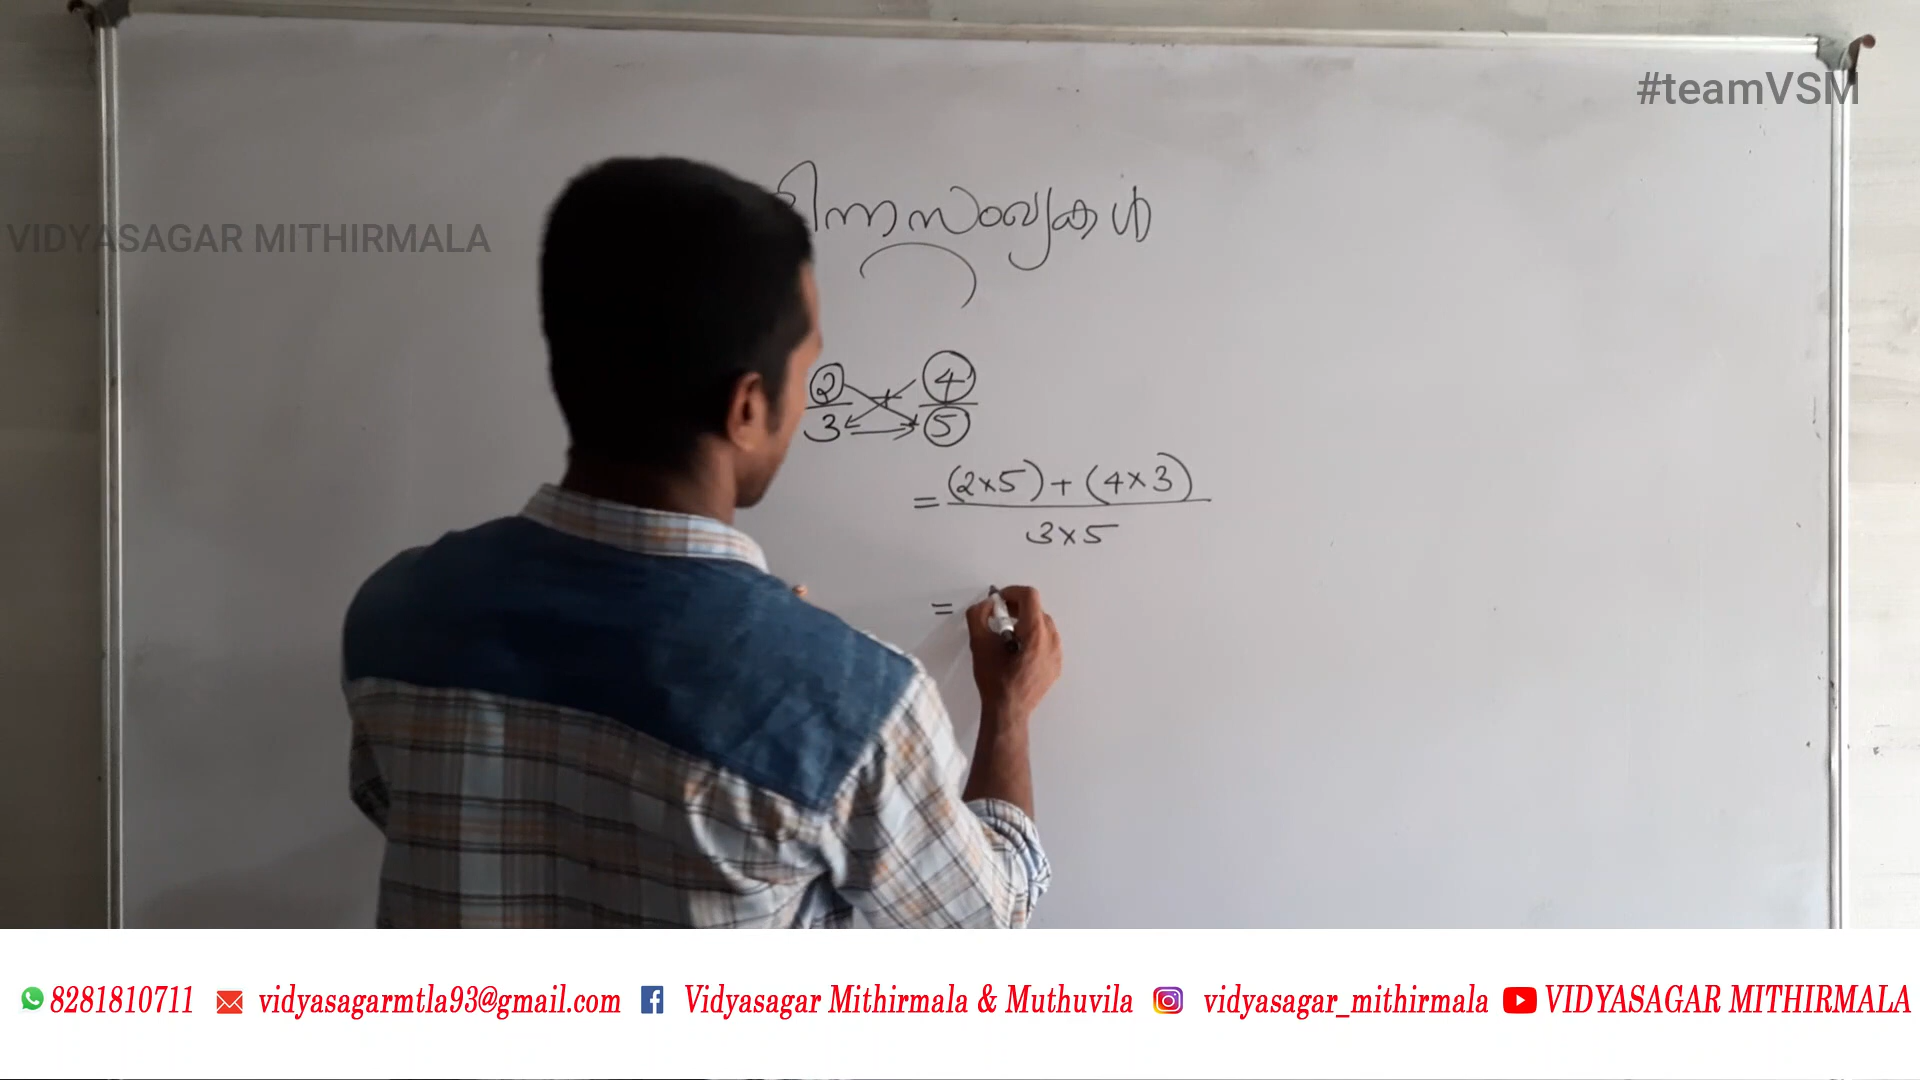 #teamVSM
VIDYASAGAR MITHIRMALA
ഭിന്നസംഖ്യകൾ
2 + 4
3 5
= (2×5) + (4×3)
3×5
=
8281810711 vidyasagarmtla93@gmail.com Vidyasagar Mithirmala & Muthuvila vidyasagar_mithirmala VIDYASAGAR MITHIRMALA